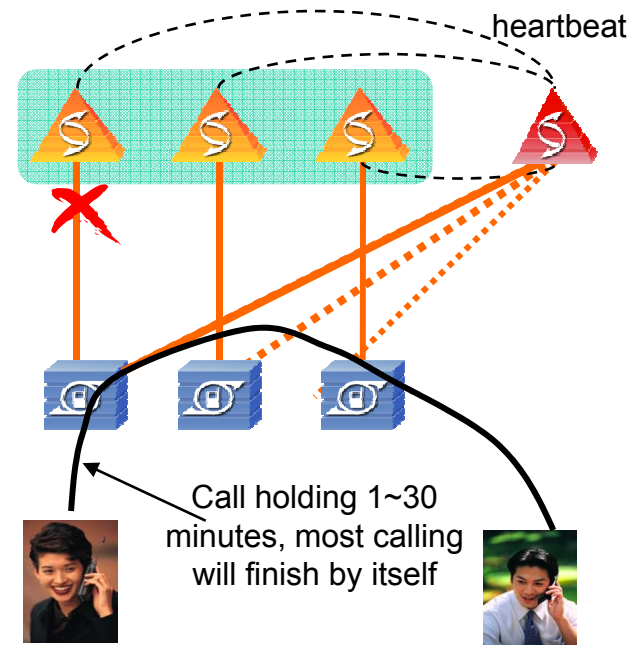 heartbeat
Call holding 1~30
minutes, most calling
will finish by itself